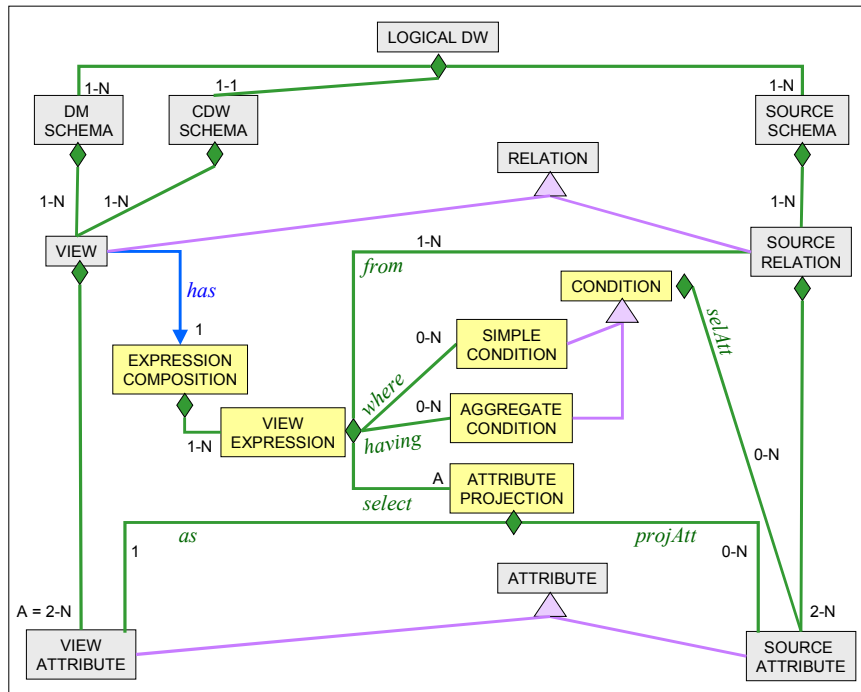 LOGICAL DW
1-N
1-1
1-N
DM
SCHEMA
CDW
SCHEMA
SOURCE
SCHEMA
RELATION
1-N
1-N
1-N
VIEW
1-N
SOURCE
RELATION
from
has
CONDITION
selAtt
1
0-N
SIMPLE
CONDITION
EXPRESSION
COMPOSITION
where
0-N
AGGREGATE
CONDITION
VIEW
EXPRESSION
1-N
having
0-N
A
ATTRIBUTE
PROJECTION
select
1
as
projAtt
0-N
ATTRIBUTE
A = 2-N
2-N
VIEW
ATTRIBUTE
SOURCE
ATTRIBUTE